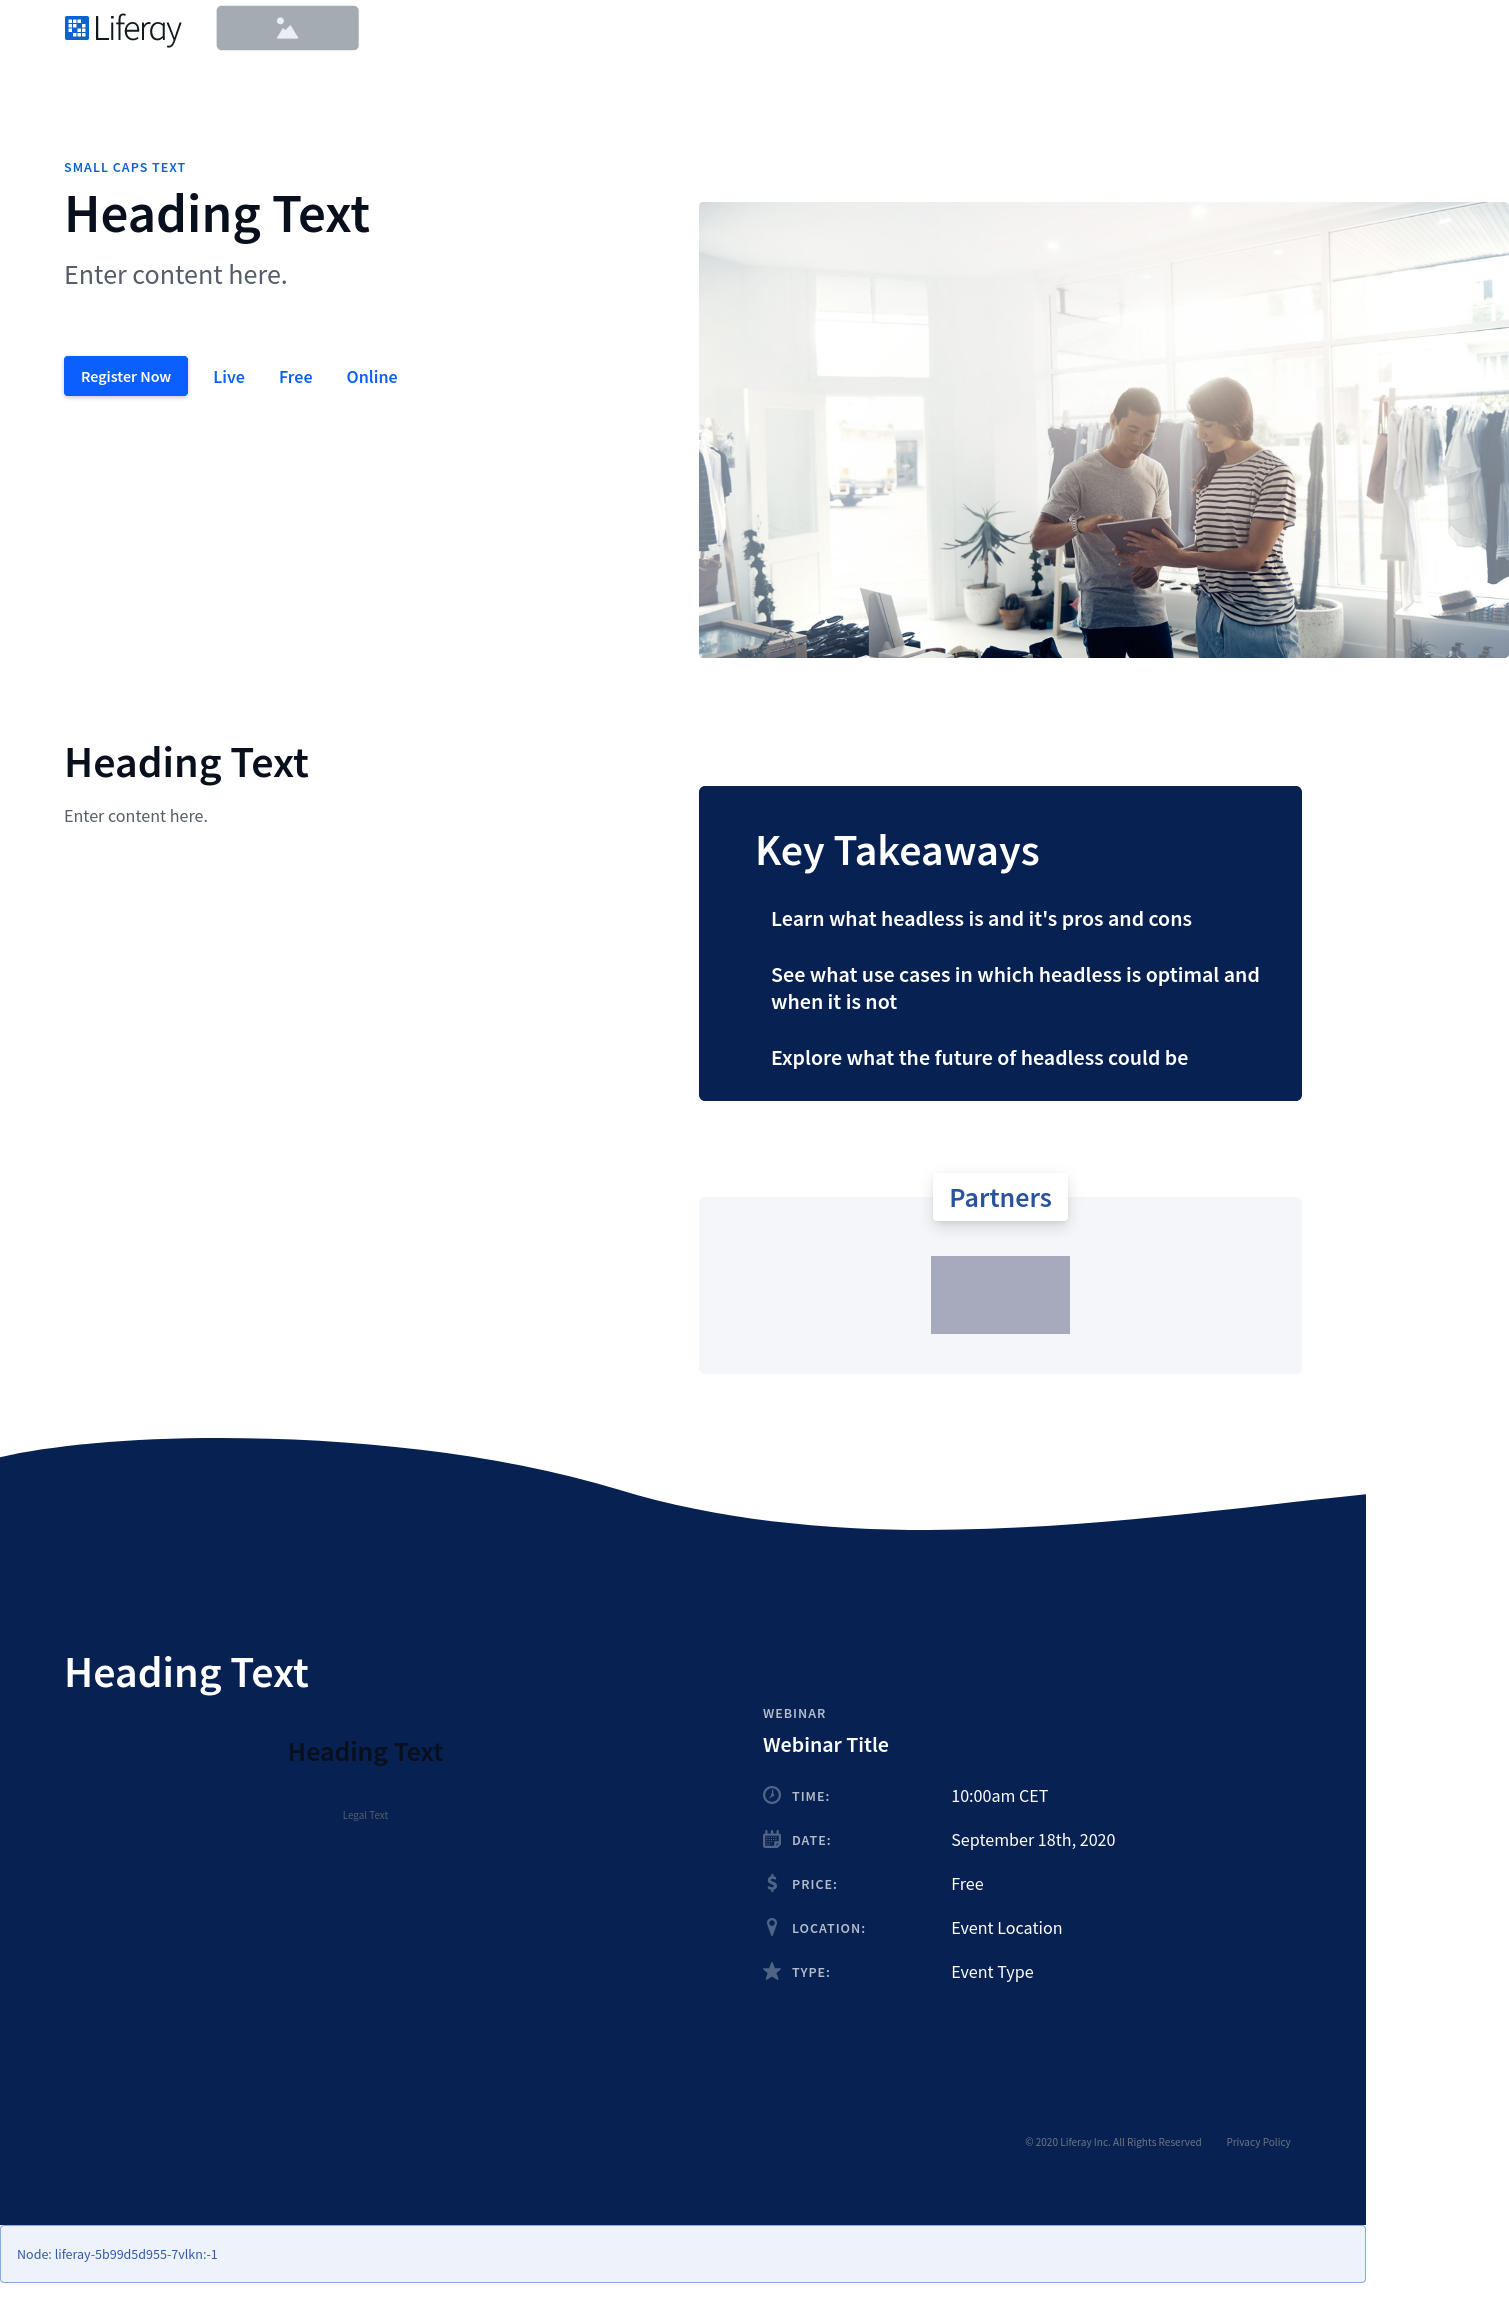 Liferay
SMALL CAPS TEXT
Heading Text
Enter content here.
Register Now Live Free Online
Heading Text
Enter content here.
Key Takeaways
Learn what headless is and it's pros and cons
See what use cases in which headless is optimal and
when it is not
Explore what the future of headless could be
Partners
Heading Text
Heading Text
Legal Text
WEBINAR
Webinar Title
TIME: 10:00am CET
DATE: September 18th, 2020
PRICE: Free
LOCATION: Event Location
TYPE: Event Type
© 2020 Liferay Inc. All Rights Reserved Privacy Policy
Node: liferay-5b99d5d955-7vlkn:-1